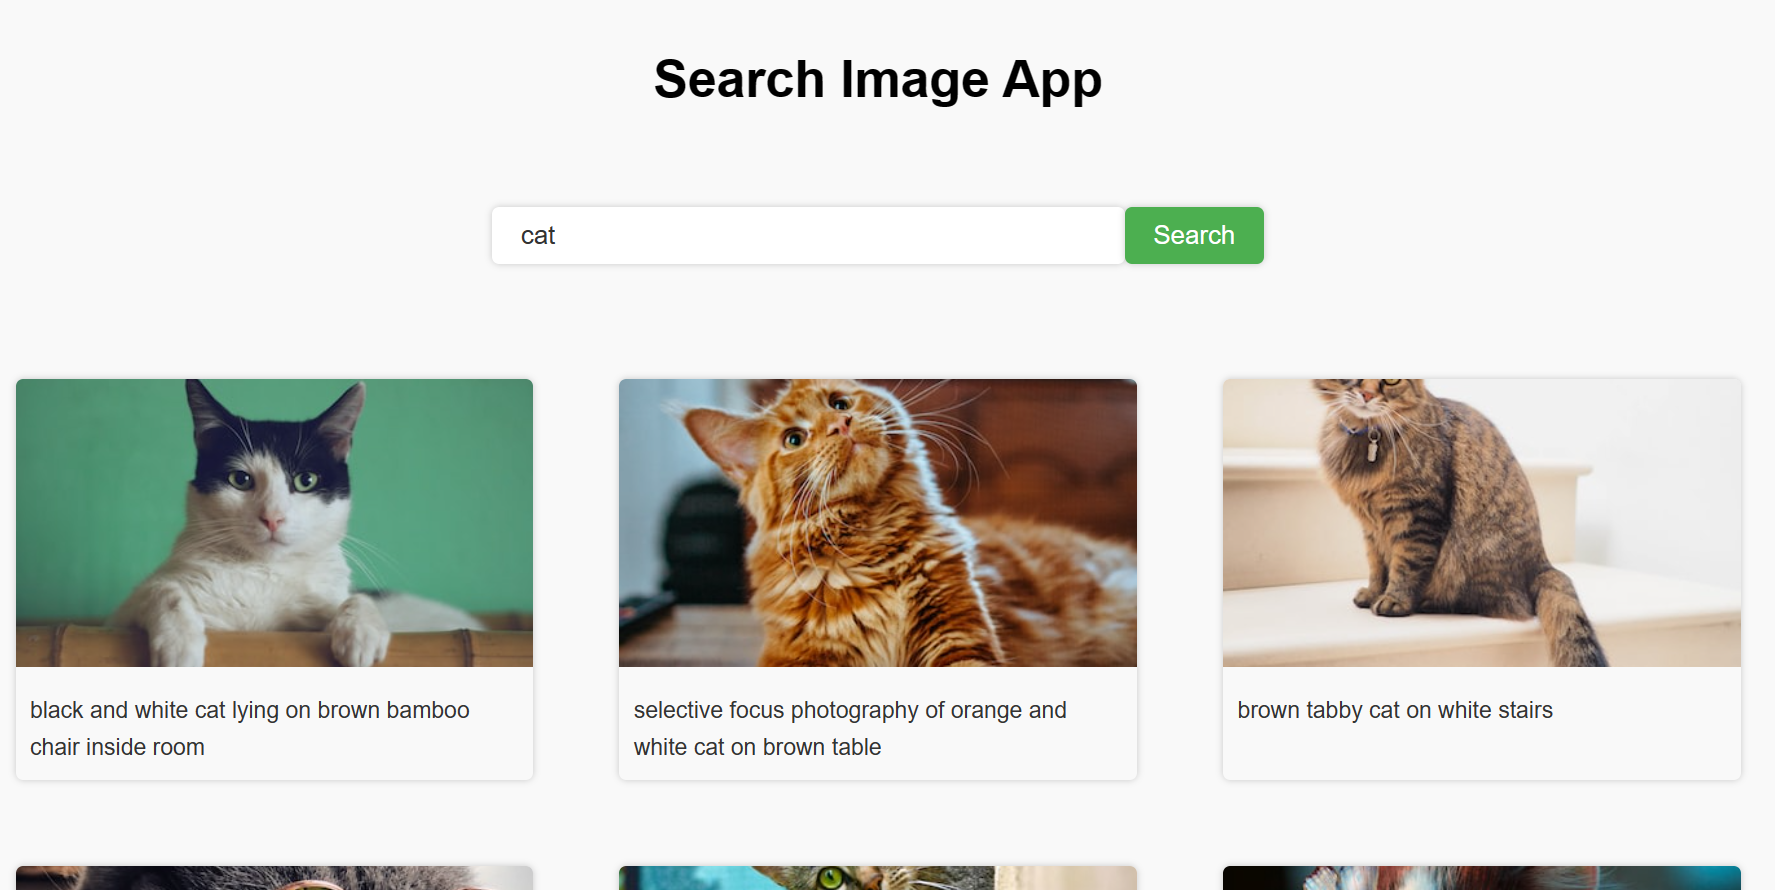 Search Image App
cat
Search
black and white cat lying on brown bamboo
chair inside room
selective focus photography of orange and
white cat on brown table
brown tabby cat on white stairs